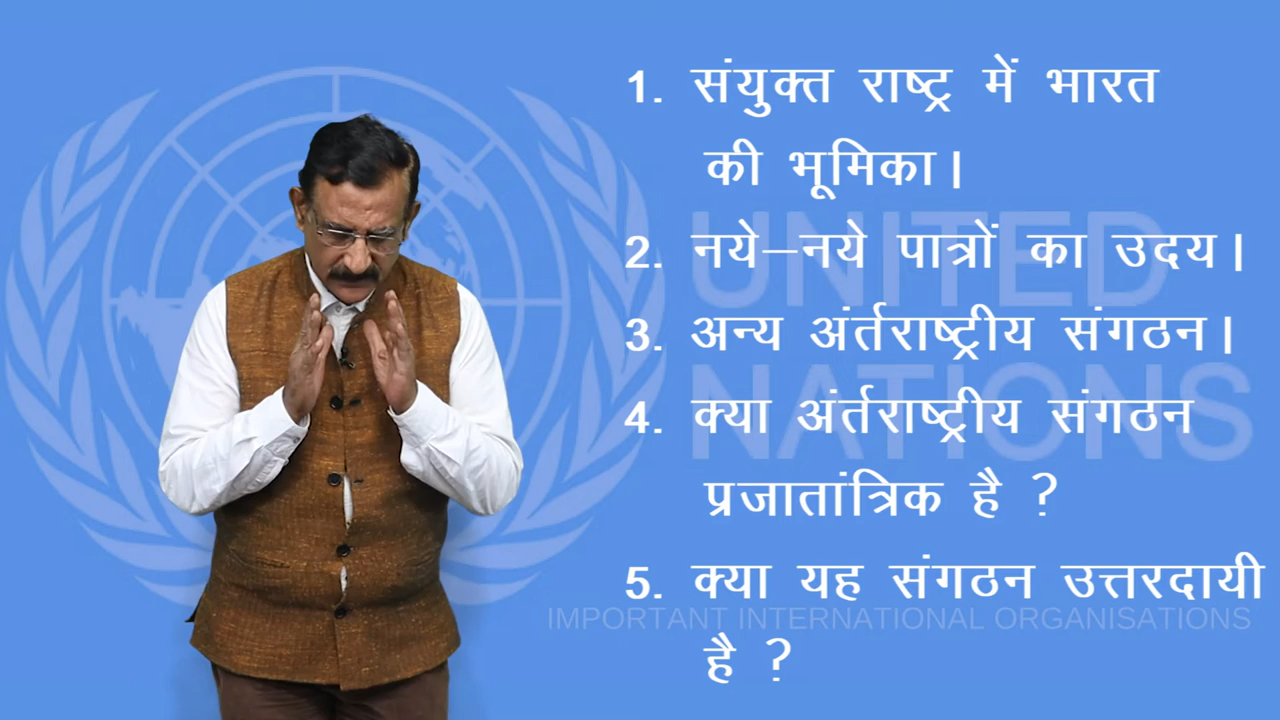 1. संयुक्त राष्ट्र में भारत
की भूमिका।
2. नये–नये पात्रों का उदय।
3. अन्य अंर्तराष्ट्रीय संगठन।
4. क्या अंर्तराष्ट्रीय संगठन
प्रजातांत्रिक है ?
5. क्या यह संगठन उत्तरदायी
है ?
UNITED
NATIONS
IMPORTANT INTERNATIONAL ORGANISATIONS